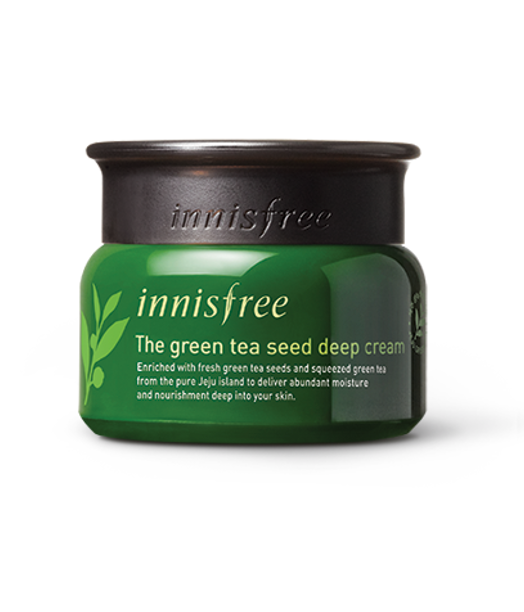 innisfree
innisfree
The green tea seed deep cream
Enriched with fresh green tea seeds and squeezed green tea
from the pure Jeju island to deliver abundant moisture
and nourishment deep into your skin.